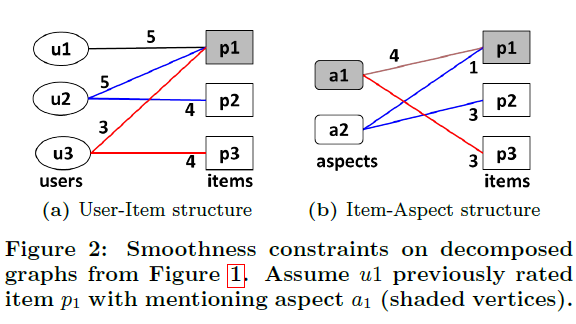 u1
5
p1
u2
5
4
p2
3
u3
4
p3
users
items
(a) User-Item structure
a1
4
p1
1
a2
3
p2
3
p3
aspects
items
(b) Item-Aspect structure
Figure 2: Smoothness constraints on decomposed
graphs from Figure 1. Assume u1 previously rated
item p1 with mentioning aspect a1 (shaded vertices).